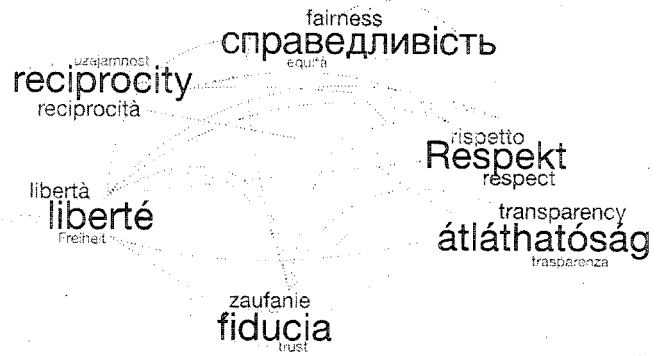 fairness
справедливість
equità
uzajamnost
reciprocity
reciprocità
rispetto
Respekt
respect
libertà
liberté
Freiheit
transparency
átláthatóság
trasparenza
zaufanie
fiducia
trust